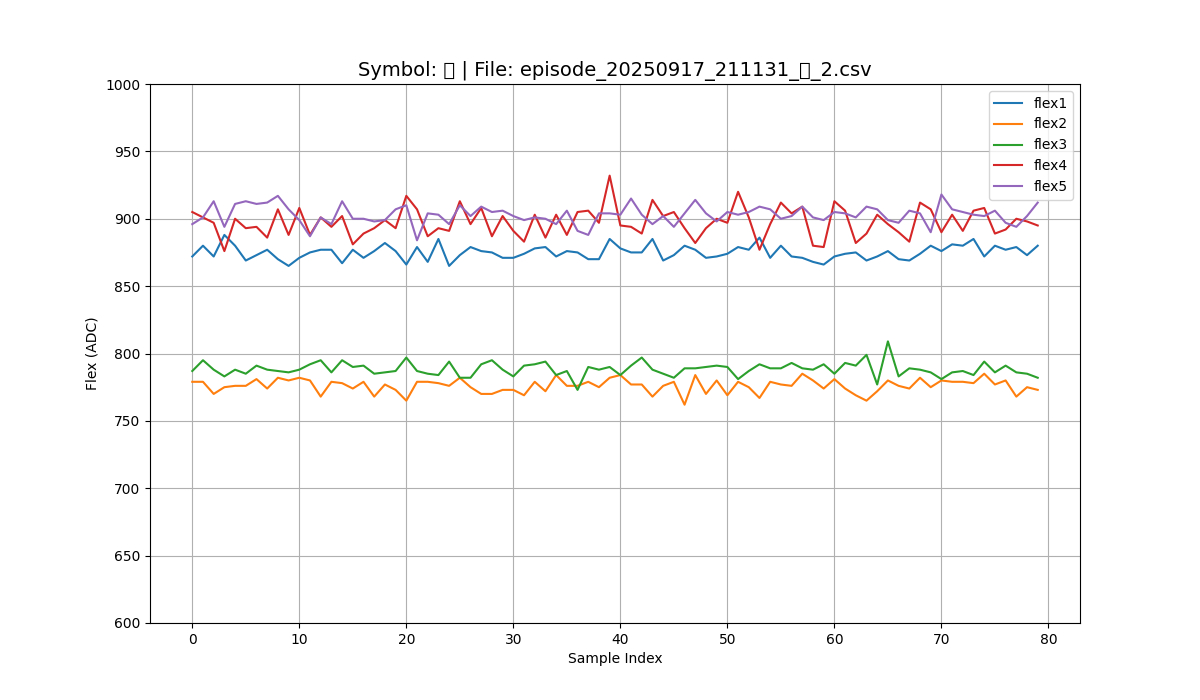 Symbol: | File: episode_20250917_211131_ _2.csv
1000
950
900
850
800
750
700
650
600
Flex (ADC)
flex1
flex2
flex3
flex4
flex5
0 10 20 30 40 50 60 70 80
Sample Index